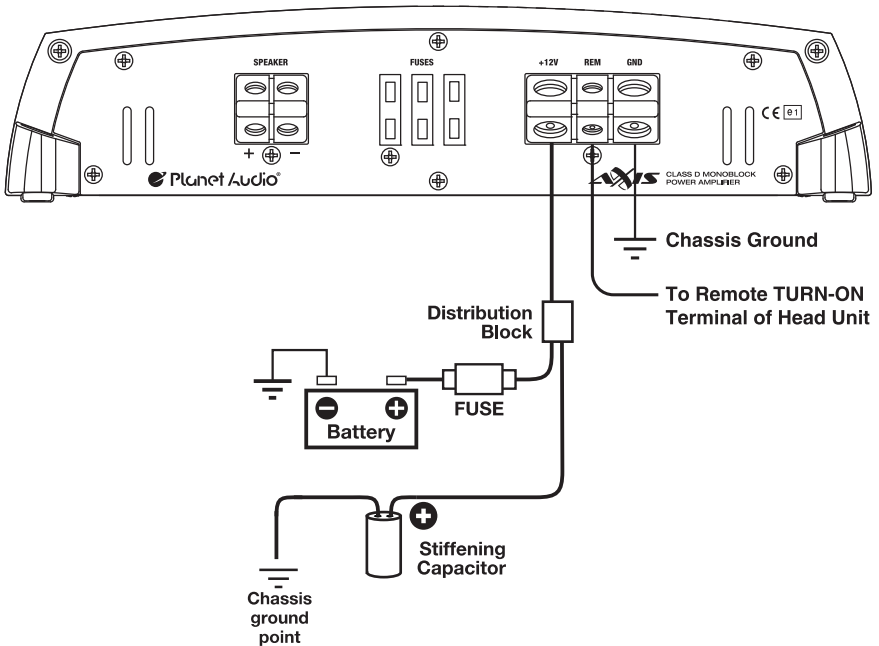 SPEAKER
FUSES
+12V REM GND
+ −
CE e1
Planet Audio®
AXIS
CLASS D MONOBLOCK
POWER AMPLIFIER
Chassis Ground
To Remote TURN-ON
Terminal of Head Unit
Distribution
Block
FUSE
− +
Battery
+
Stiffening
Capacitor
Chassis
ground
point